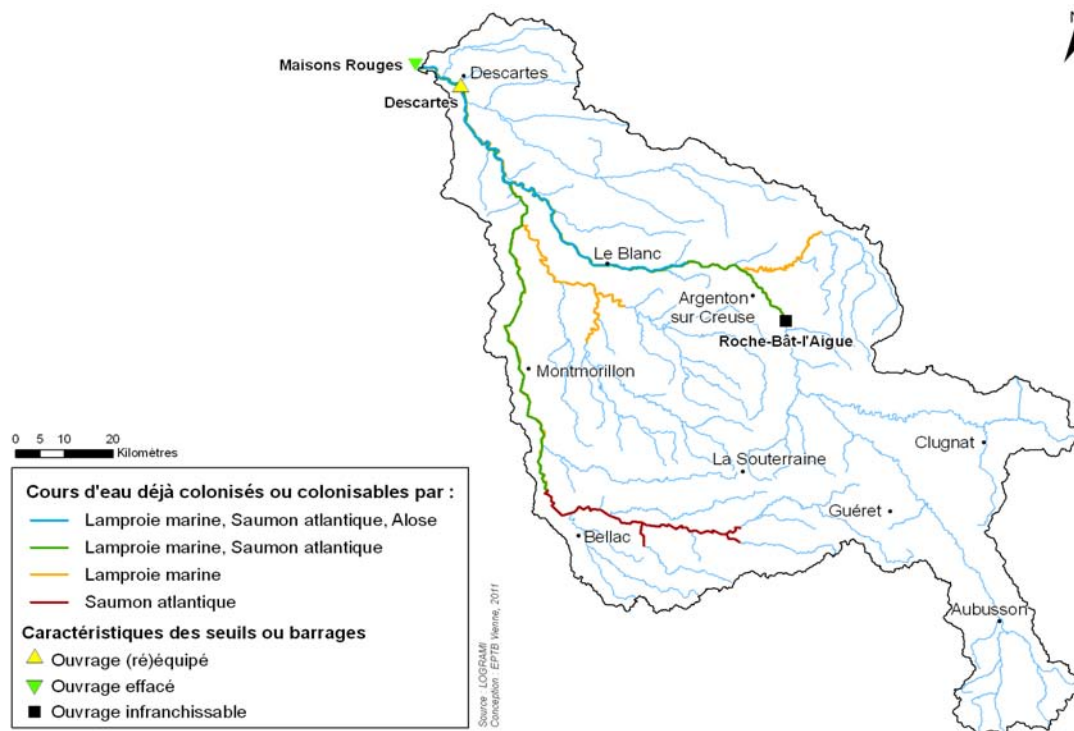 N
Maisons Rouges
Descartes
Descartes
Le Blanc
Argenton
sur Creuse
Roche-Bât-l'Aigue
Montmorillon
Clugnat
La Souterraine
Guéret
Bellac
Aubusson
0 5 10 20
Kilomètres
Cours d'eau déjà colonisés ou colonisables par :
Lamproie marine, Saumon atlantique, Alose
Lamproie marine, Saumon atlantique
Lamproie marine
Saumon atlantique
Caractéristiques des seuils ou barrages
Ouvrage (ré)équipé
Ouvrage effacé
Ouvrage infranchissable
Source : LOGRAMI
Conception : EPTB Vienne, 2011